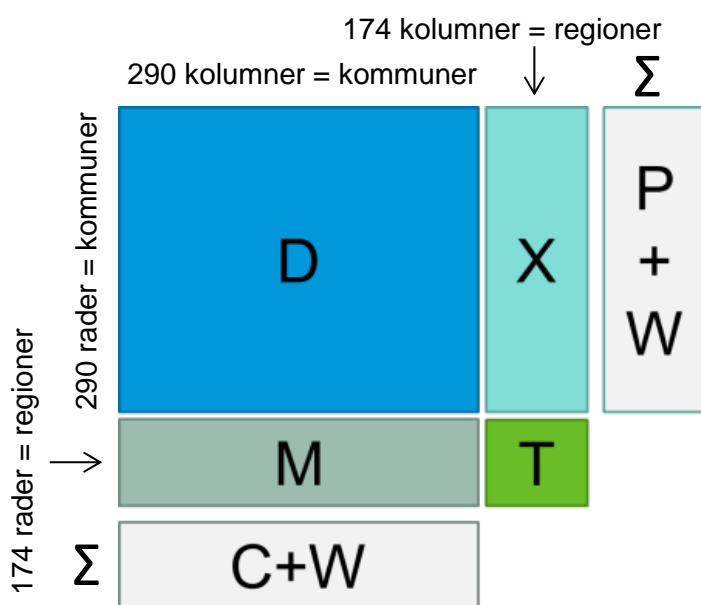 174 kolumner = regioner
290 kolumner = kommuner
Σ
290 rader = kommuner
D
X
P
+
W
174 rader = regioner
M
T
Σ
C+W